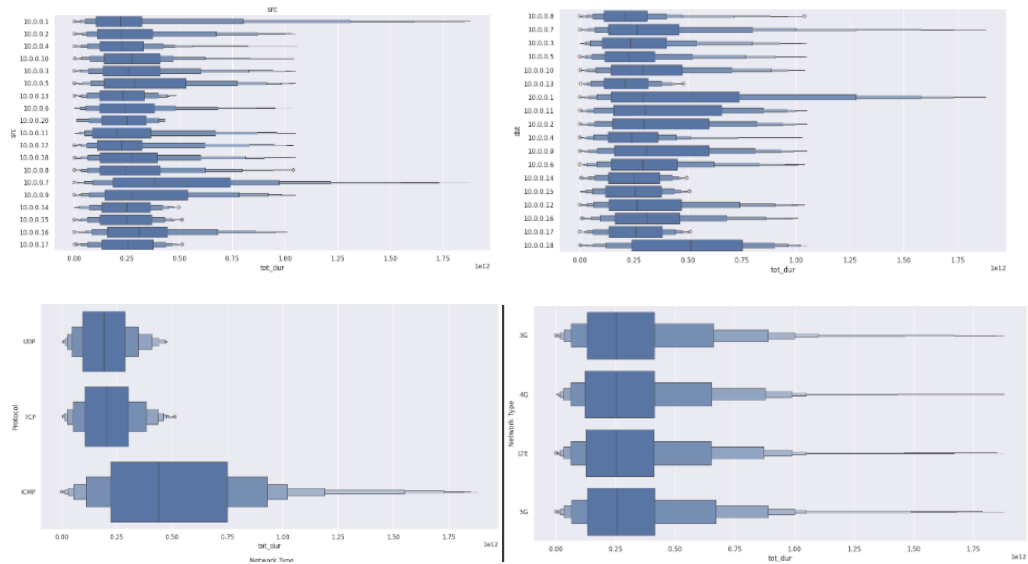 src
10.0.0.1
10.0.0.2
10.0.0.4
10.0.0.10
10.0.0.3
10.0.0.5
10.0.0.13
10.0.0.6
10.0.0.20
10.0.0.11
10.0.0.12
10.0.0.18
10.0.0.8
10.0.0.7
10.0.0.9
10.0.0.14
10.0.0.15
10.0.0.16
10.0.0.17
src
0.00 0.25 0.50 0.75 1.00 1.25 1.50 1.75
tot_dur
1e12
10.0.0.8
10.0.0.7
10.0.0.3
10.0.0.5
10.0.0.10
10.0.0.13
10.0.0.1
10.0.0.11
10.0.0.2
10.0.0.4
10.0.0.9
10.0.0.6
10.0.0.14
10.0.0.15
10.0.0.12
10.0.0.16
10.0.0.17
10.0.0.18
dst
0.00 0.25 0.50 0.75 1.00 1.25 1.50 1.75
tot_dur
1e12
UDP
TCP
ICMP
Protocol
0.00 0.25 0.50 0.75 1.00 1.25 1.50 1.75
tot_dur
1e12
Network Type
3G
4G
LTE
5G
Network Type
0.00 0.25 0.50 0.75 1.00 1.25 1.50 1.75
tot_dur
1e12